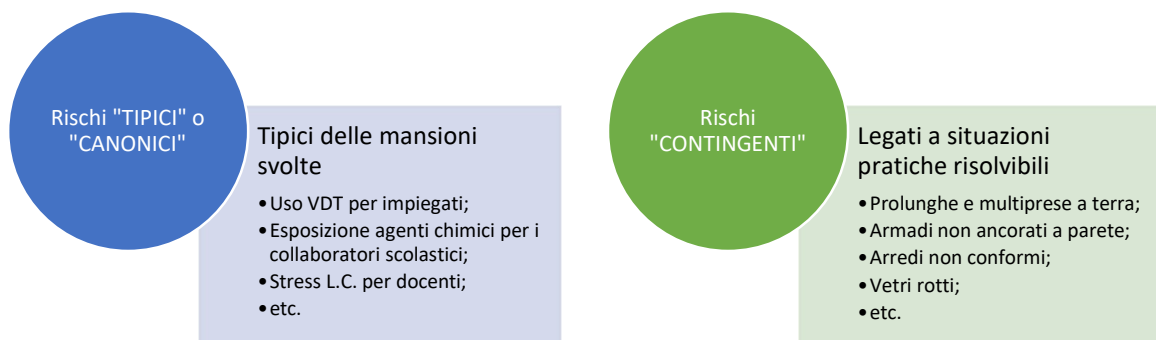 Rischi "TIPICI" o
"CANONICI"
Tipici delle mansioni
svolte
•Uso VDT per impiegati;
•Esposizione agenti chimici per i
collaboratori scolastici;
•Stress L.C. per docenti;
•etc.
Rischi
"CONTINGENTI"
Legati a situazioni
pratiche risolvibili
•Prolunghe e multiprese a terra;
•Armadi non ancorati a parete;
•Arredi non conformi;
•Vetri rotti;
•etc.